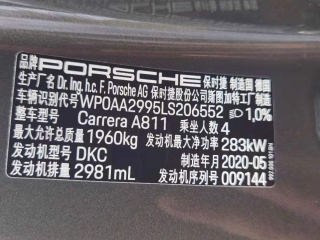 品牌 PORSCHE 保时捷 制造国 德国
生产厂名 Dr. Ing. h.c. F. Porsche AG 保时捷股份公司斯图加特工厂制造
车辆识别代号 WP0AA2995LS206552 1,0%
整车型号 Carrera A811 乘坐人数 4
最大允许总质量 1960kg 发动机最大净功率 283kW
发动机型号 DKC 制造年月 2020-05
发动机排量 2981mL 发动机序列号 009144